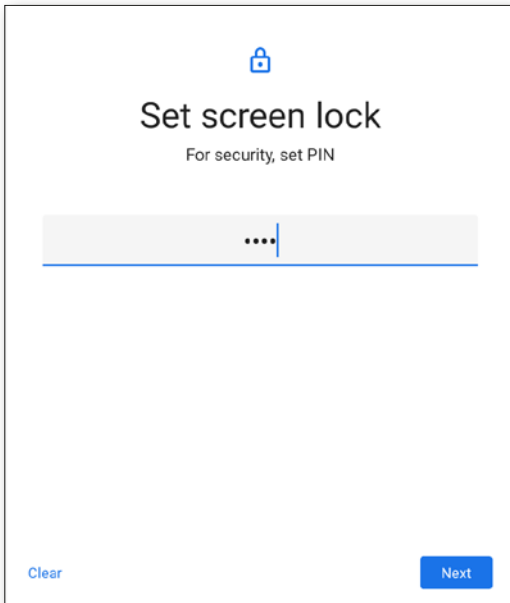 Set screen lock
For security, set PIN
••••
Clear
Next